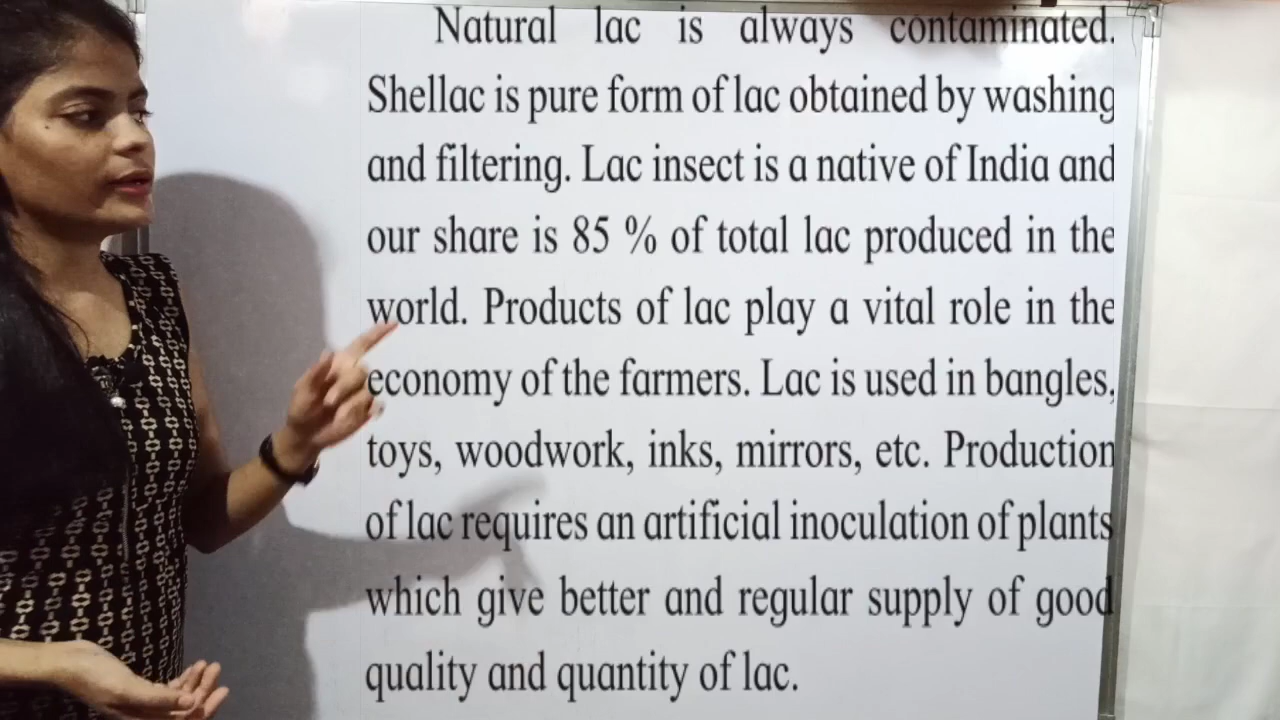 Natural lac is always contaminated.
Shellac is pure form of lac obtained by washing
and filtering. Lac insect is a native of India and
our share is 85 % of total lac produced in the
world. Products of lac play a vital role in the
economy of the farmers. Lac is used in bangles,
toys, woodwork, inks, mirrors, etc. Production
of lac requires an artificial inoculation of plants
which give better and regular supply of good
quality and quantity of lac.